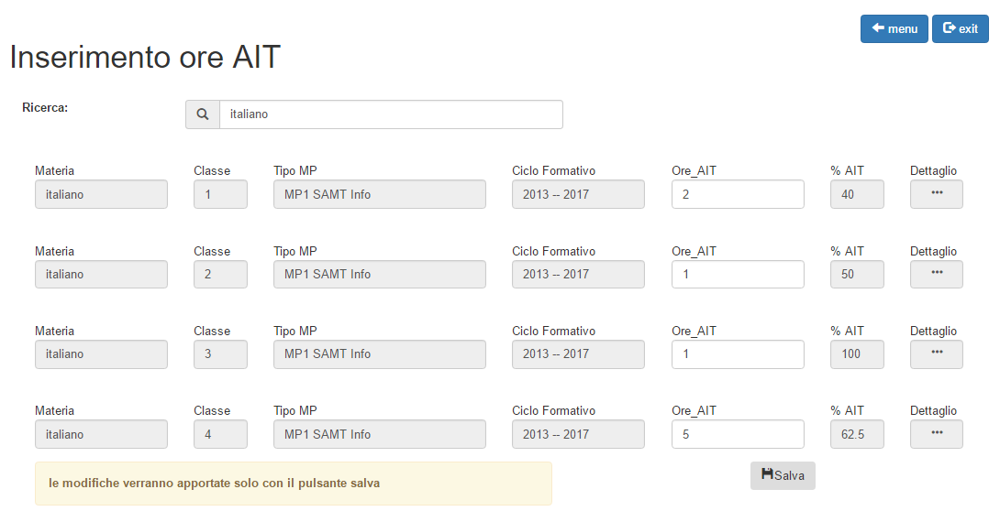 menu exit
Inserimento ore AIT
Ricerca: italiano
Materia Classe Tipo MP Ciclo Formativo Ore_AIT % AIT Dettaglio
italiano 1 MP1 SAMT Info 2013 -- 2017 2 40 ***
Materia Classe Tipo MP Ciclo Formativo Ore_AIT % AIT Dettaglio
italiano 2 MP1 SAMT Info 2013 -- 2017 1 50 ***
Materia Classe Tipo MP Ciclo Formativo Ore_AIT % AIT Dettaglio
italiano 3 MP1 SAMT Info 2013 -- 2017 1 100 ***
Materia Classe Tipo MP Ciclo Formativo Ore_AIT % AIT Dettaglio
italiano 4 MP1 SAMT Info 2013 -- 2017 5 62.5 ***
le modifiche verranno apportate solo con il pulsante salva Salva